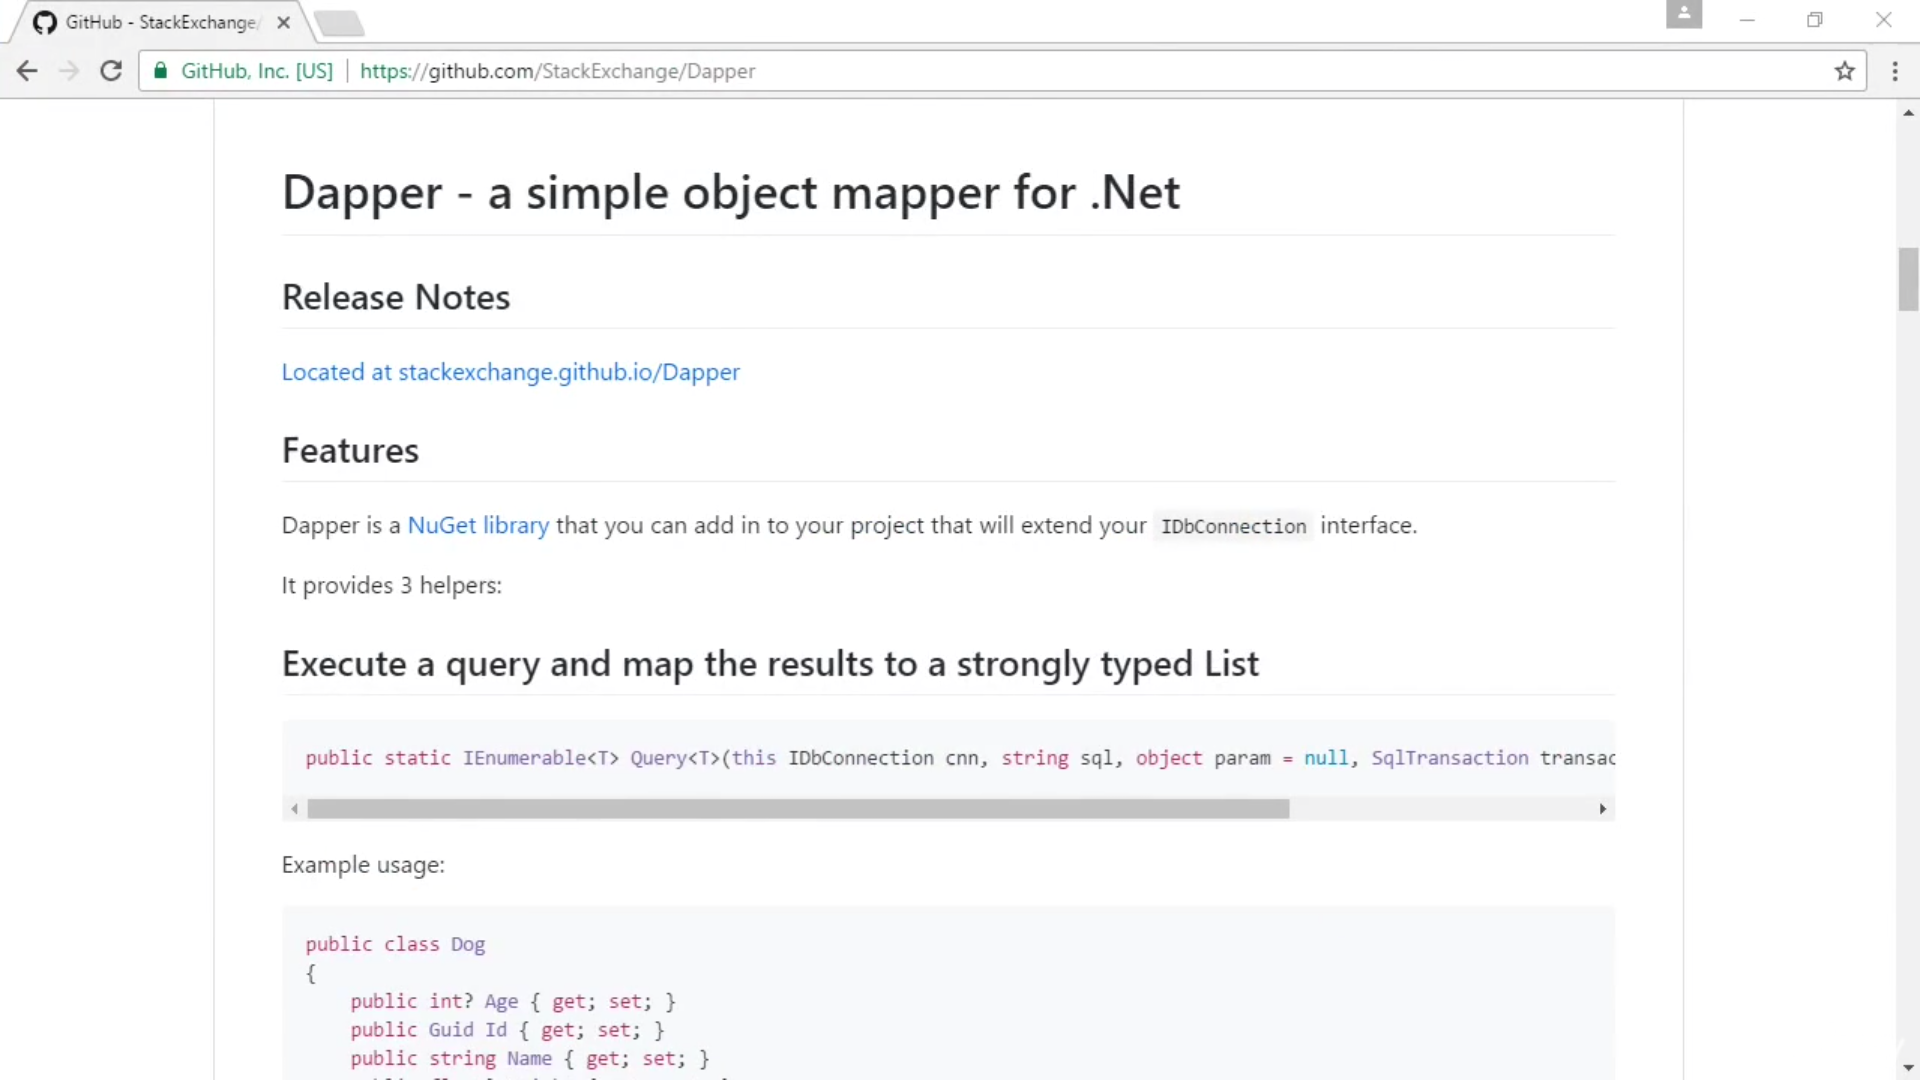 GitHub - StackExchange/
GitHub, Inc. [US] https://github.com/StackExchange/Dapper
Dapper - a simple object mapper for .Net
Release Notes
Located at stackexchange.github.io/Dapper
Features
Dapper is a NuGet library that you can add in to your project that will extend your IDbConnection interface.
It provides 3 helpers:
Execute a query and map the results to a strongly typed List
public static IEnumerable<T> Query<T>(this IDbConnection cnn, string sql, object param = null, SqlTransaction transac
Example usage:
public class Dog
{
public int? Age { get; set; }
public Guid Id { get; set; }
public string Name { get; set; }